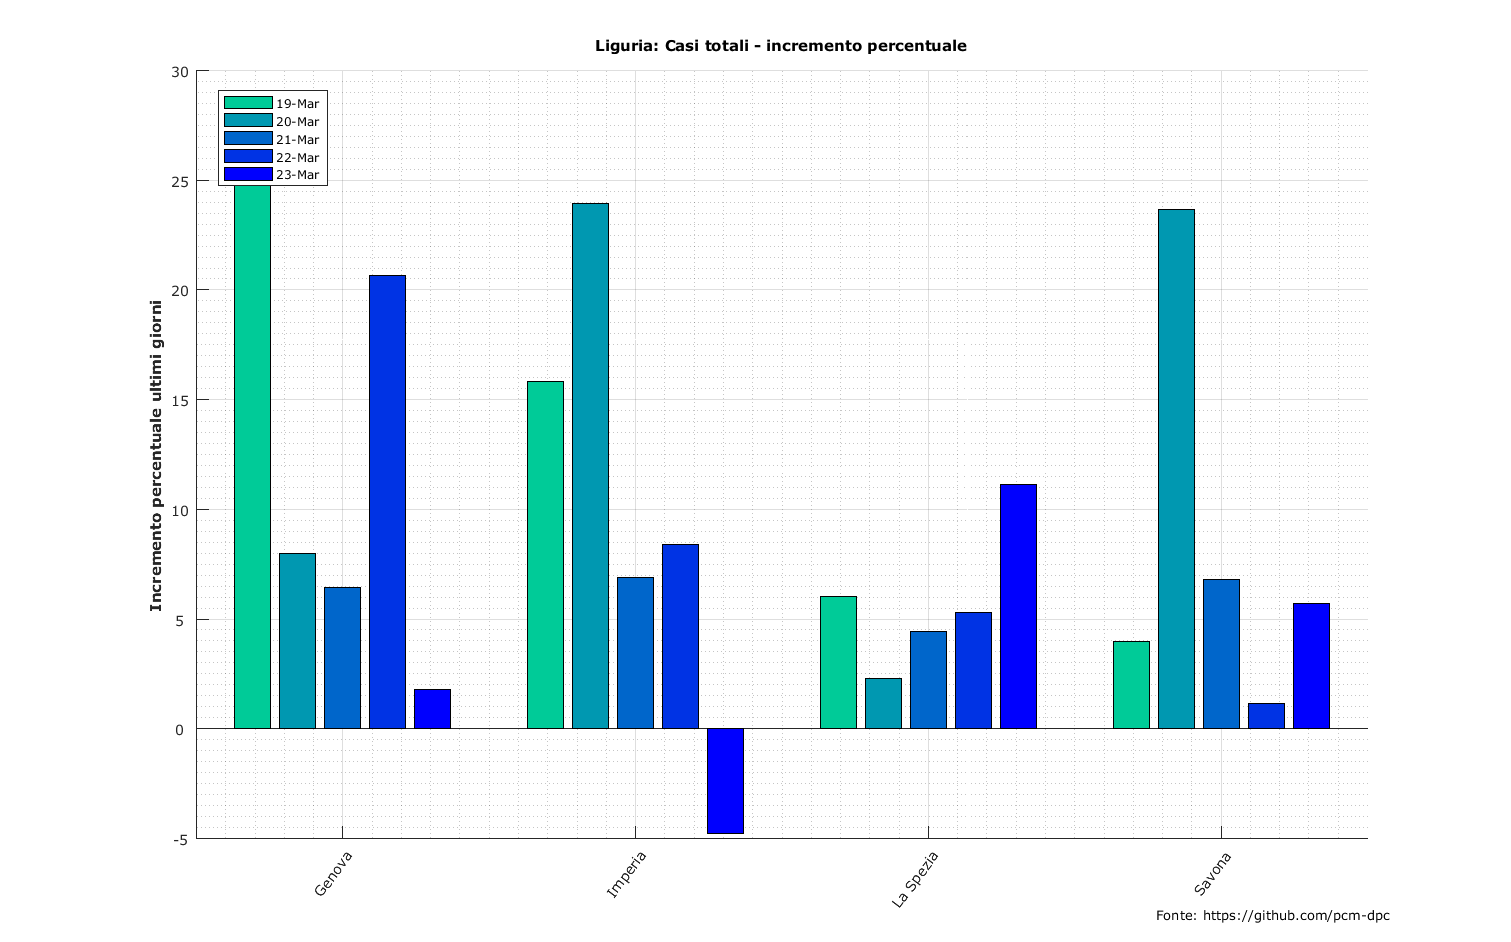 Liguria: Casi totali - incremento percentuale
30
25
20
15
10
5
0
-5
Incremento percentuale ultimi giorni
19-Mar
20-Mar
21-Mar
22-Mar
23-Mar
Genova
Imperia
La Spezia
Savona
Fonte: https://github.com/pcm-dpc